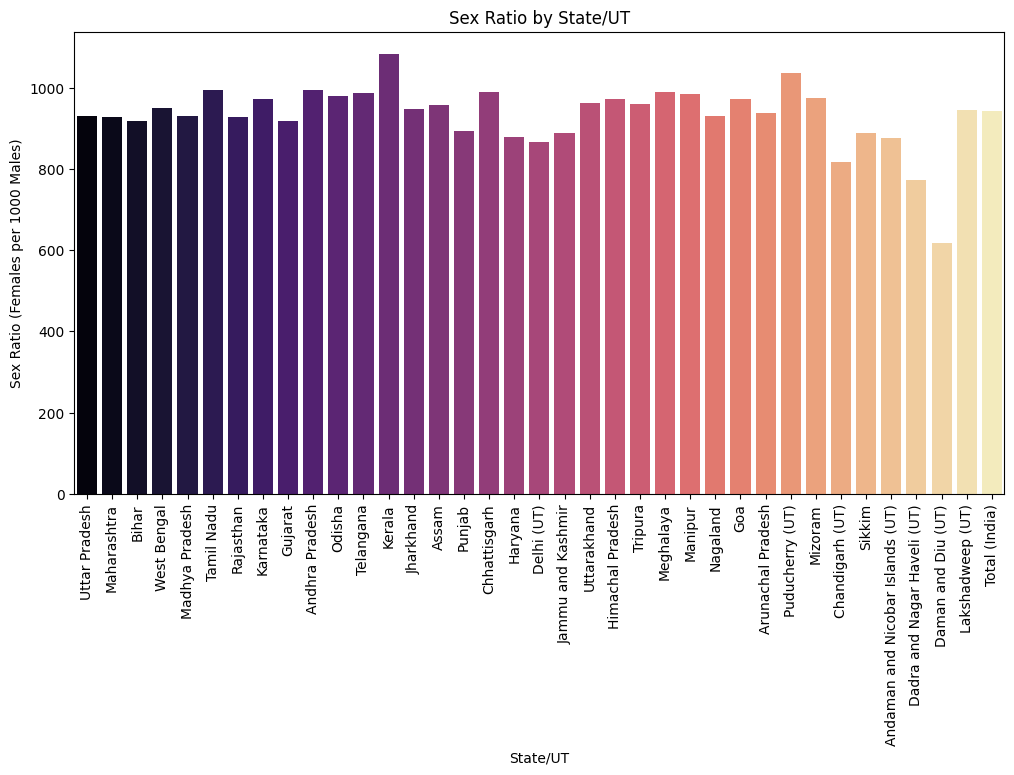 Sex Ratio by State/UT
Sex Ratio (Females per 1000 Males)
1000
800
600
400
200
0
Uttar Pradesh
Maharashtra
Bihar
West Bengal
Madhya Pradesh
Tamil Nadu
Rajasthan
Karnataka
Gujarat
Andhra Pradesh
Odisha
Telangana
Kerala
Jharkhand
Assam
Punjab
Chhattisgarh
Haryana
Delhi (UT)
Jammu and Kashmir
Uttarakhand
Himachal Pradesh
Tripura
Meghalaya
Manipur
Nagaland
Goa
Arunachal Pradesh
Puducherry (UT)
Mizoram
Chandigarh (UT)
Sikkim
Andaman and Nicobar Islands (UT)
Dadra and Nagar Haveli (UT)
Daman and Diu (UT)
Lakshadweep (UT)
Total (India)
State/UT